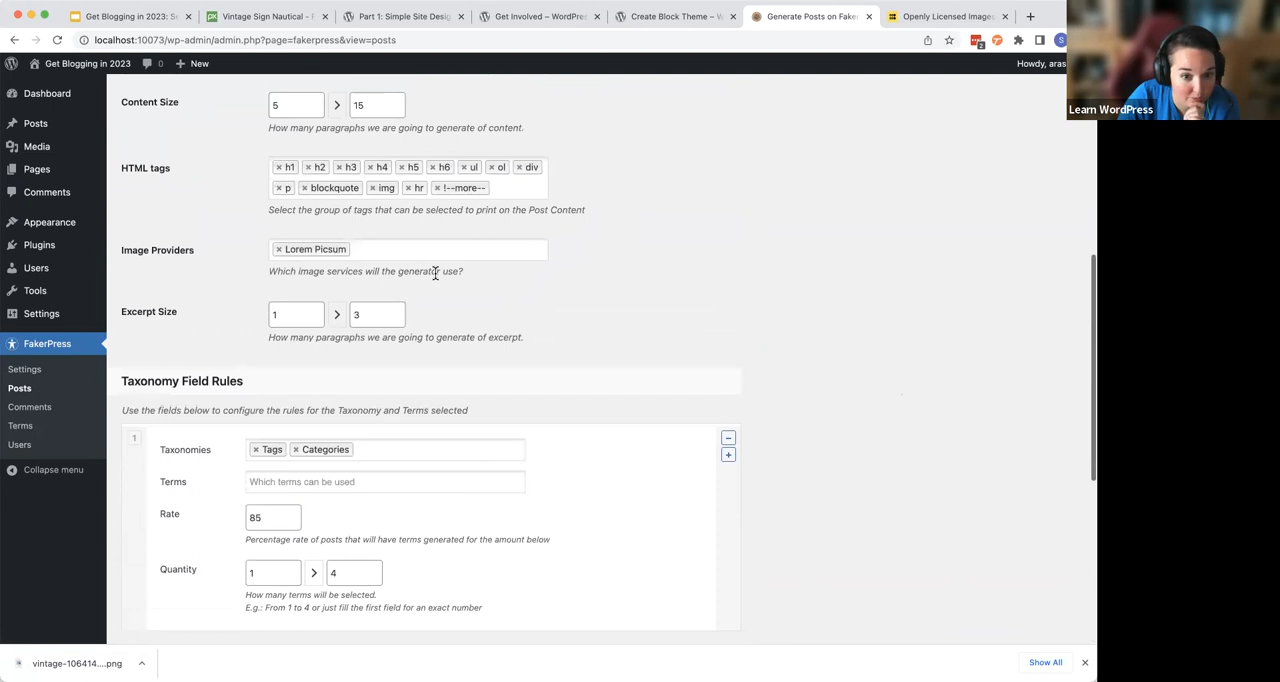 Get Blogging in 2023: Se
Vintage Sign Nautical - F
Part 1: Simple Site Desig
Get Involved – WordPres
Create Block Theme – W
Generate Posts on Faker
Openly Licensed Images
localhost:10073/wp-admin/admin.php?page=fakerpress&view=posts
Get Blogging in 2023
0
New
Howdy, aras
Learn WordPress
Dashboard
Posts
Media
Pages
Comments
Appearance
Plugins
Users
Tools
Settings
FakerPress
Settings
Posts
Comments
Terms
Users
Collapse menu
Content Size
5 > 15
How many paragraphs we are going to generate of content.
HTML tags
× h1 × h2 × h3 × h4 × h5 × h6 × ul × ol × div
× p × blockquote × img × hr × !--more--
Select the group of tags that can be selected to print on the Post Content
Image Providers
× Lorem Picsum
Which image services will the generator use?
Excerpt Size
1 > 3
How many paragraphs we are going to generate of excerpt.
Taxonomy Field Rules
Use the fields below to configure the rules for the Taxonomy and Terms selected
1
Taxonomies
× Tags × Categories
Terms
Which terms can be used
Rate
85
Percentage rate of posts that will have terms generated for the amount below
Quantity
1 > 4
How many terms will be selected.
E.g.: From 1 to 4 or just fill the first field for an exact number
vintage-106414....png
Show All